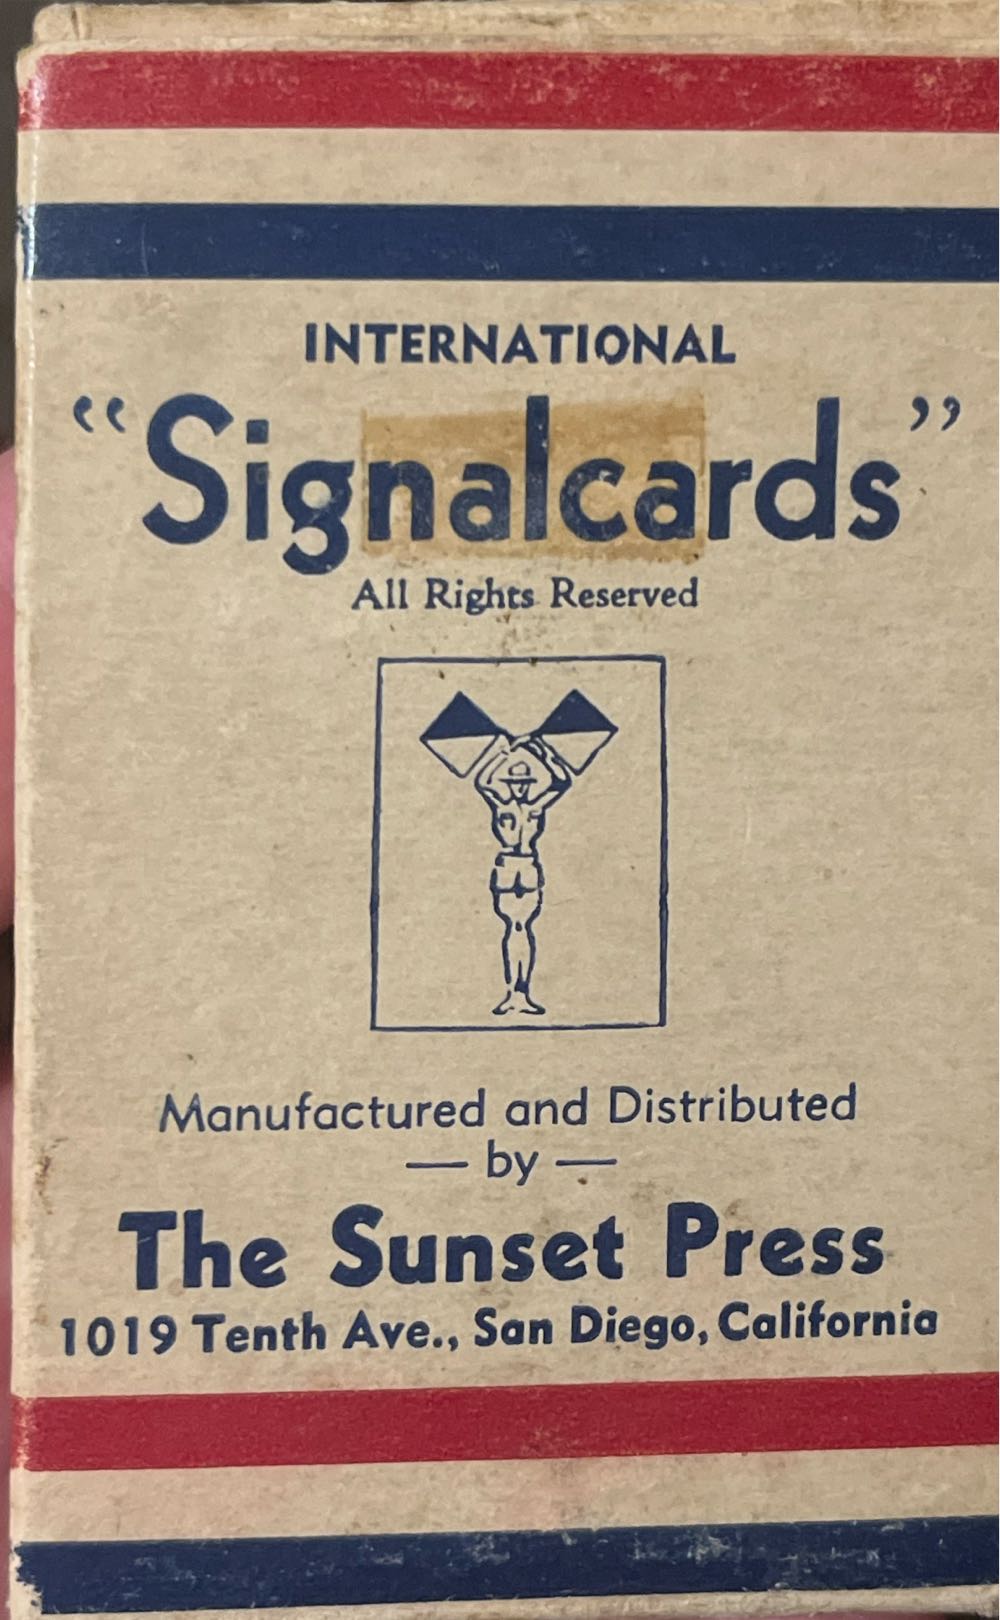 INTERNATIONAL
“Signalcards”
All Rights Reserved
Manufactured and Distributed
— by —
The Sunset Press
1019 Tenth Ave., San Diego, California